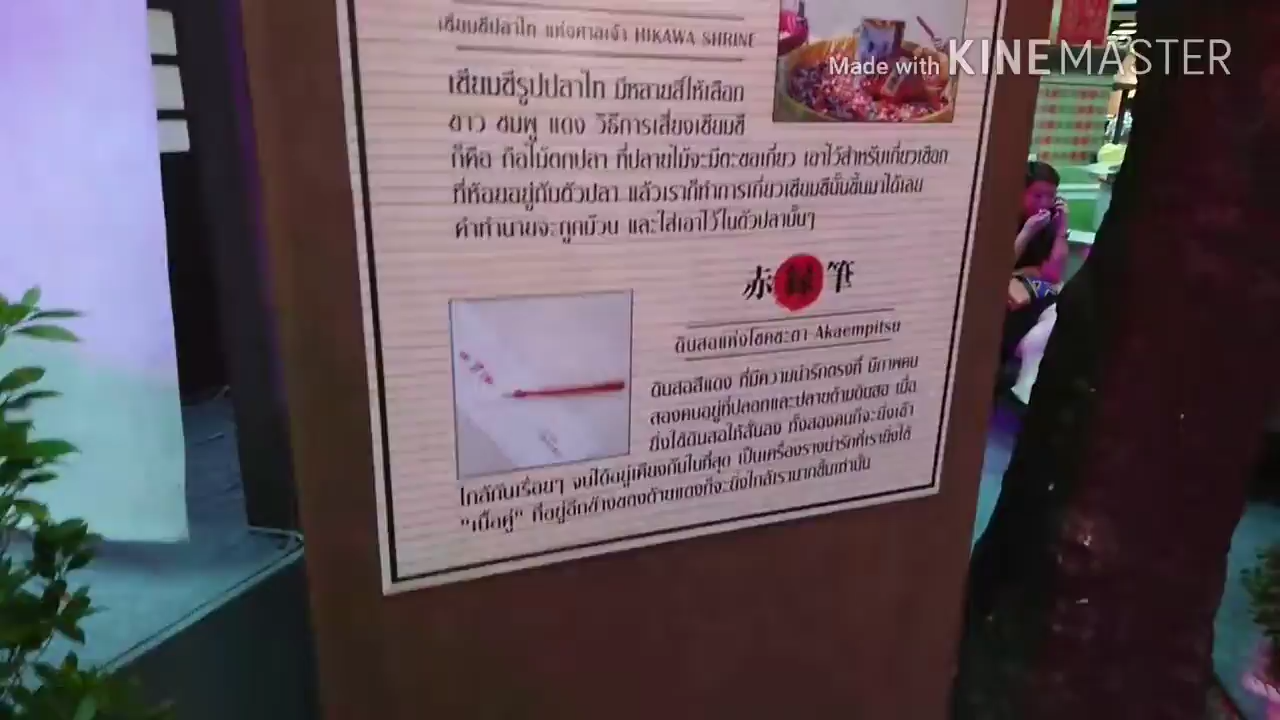 Made with KINEMASTER
เซียมซีปลาไท แห่งศาลเจ้า HIKAWA SHRINE
เซียมซีรูปปลาไท มีหลายสีให้เลือก
ขาว ชมพู แดง วิธีการเสี่ยงเซียมซี
ก็คือ ถือไม้ตกปลา ที่ปลายไม้จะมีตะขอเกี่ยว เอาไว้สำหรับเกี่ยวเชือก
ที่ห้อยอยู่กับตัวปลา แล้วเราก็ทำการเกี่ยวเซียมซีนั้นขึ้นมาได้เลย
คำทำนายจะถูกม้วน และใส่เอาไว้ในตัวปลานั้นๆ
赤縁筆
ดินสอแห่งโชคชะตา Akaempitsu
ดินสอสีแดง ที่มีความน่ารักตรงที่ มีภาพคน
สองคนอยู่ที่ปลอกและปลายด้ามดินสอ เมื่อ
ยิ่งใช้ดินสอให้สั้นลง ทั้งสองคนก็จะยิ่งเข้า
ใกล้กันเรื่อยๆ จนได้อยู่เคียงกันในที่สุด เป็นเครื่องรางน่ารักที่เรายิ่งใช้
"เนื้อคู่" ที่อยู่อีกข้างของด้ายแดงก็จะยิ่งใกล้เรามากขึ้นเท่านั้น